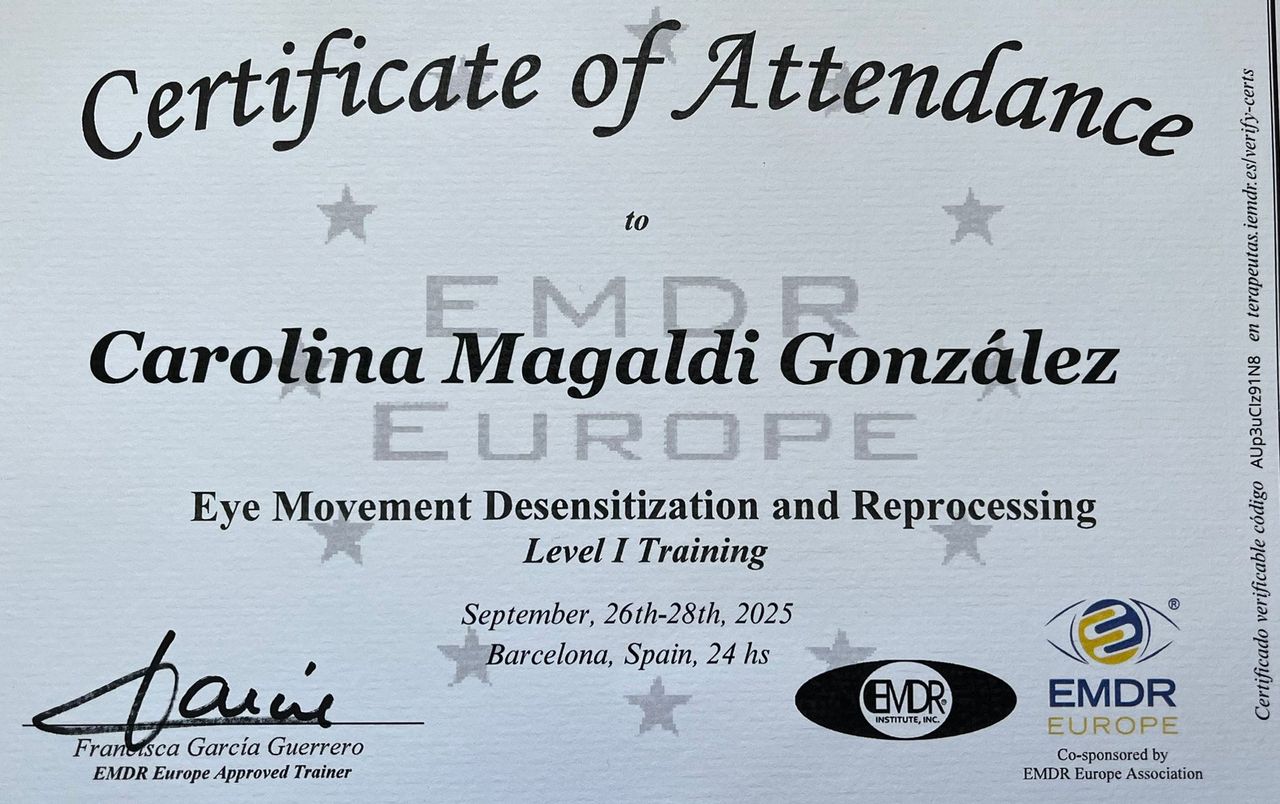 Certificate of Attendance
to
EMDR
Carolina Magaldi González
EUROPE
Eye Movement Desensitization and Reprocessing
Level I Training
September, 26th-28th, 2025
Barcelona, Spain, 24 hs
Francisca García Guerrero
EMDR Europe Approved Trainer
EMDR®
INSTITUTE, INC.
®
EMDR
EUROPE
Co-sponsored by
EMDR Europe Association
Certificado verificable código AUp3uClz91N8 en terapeutas.iemdr.es/verify-certs